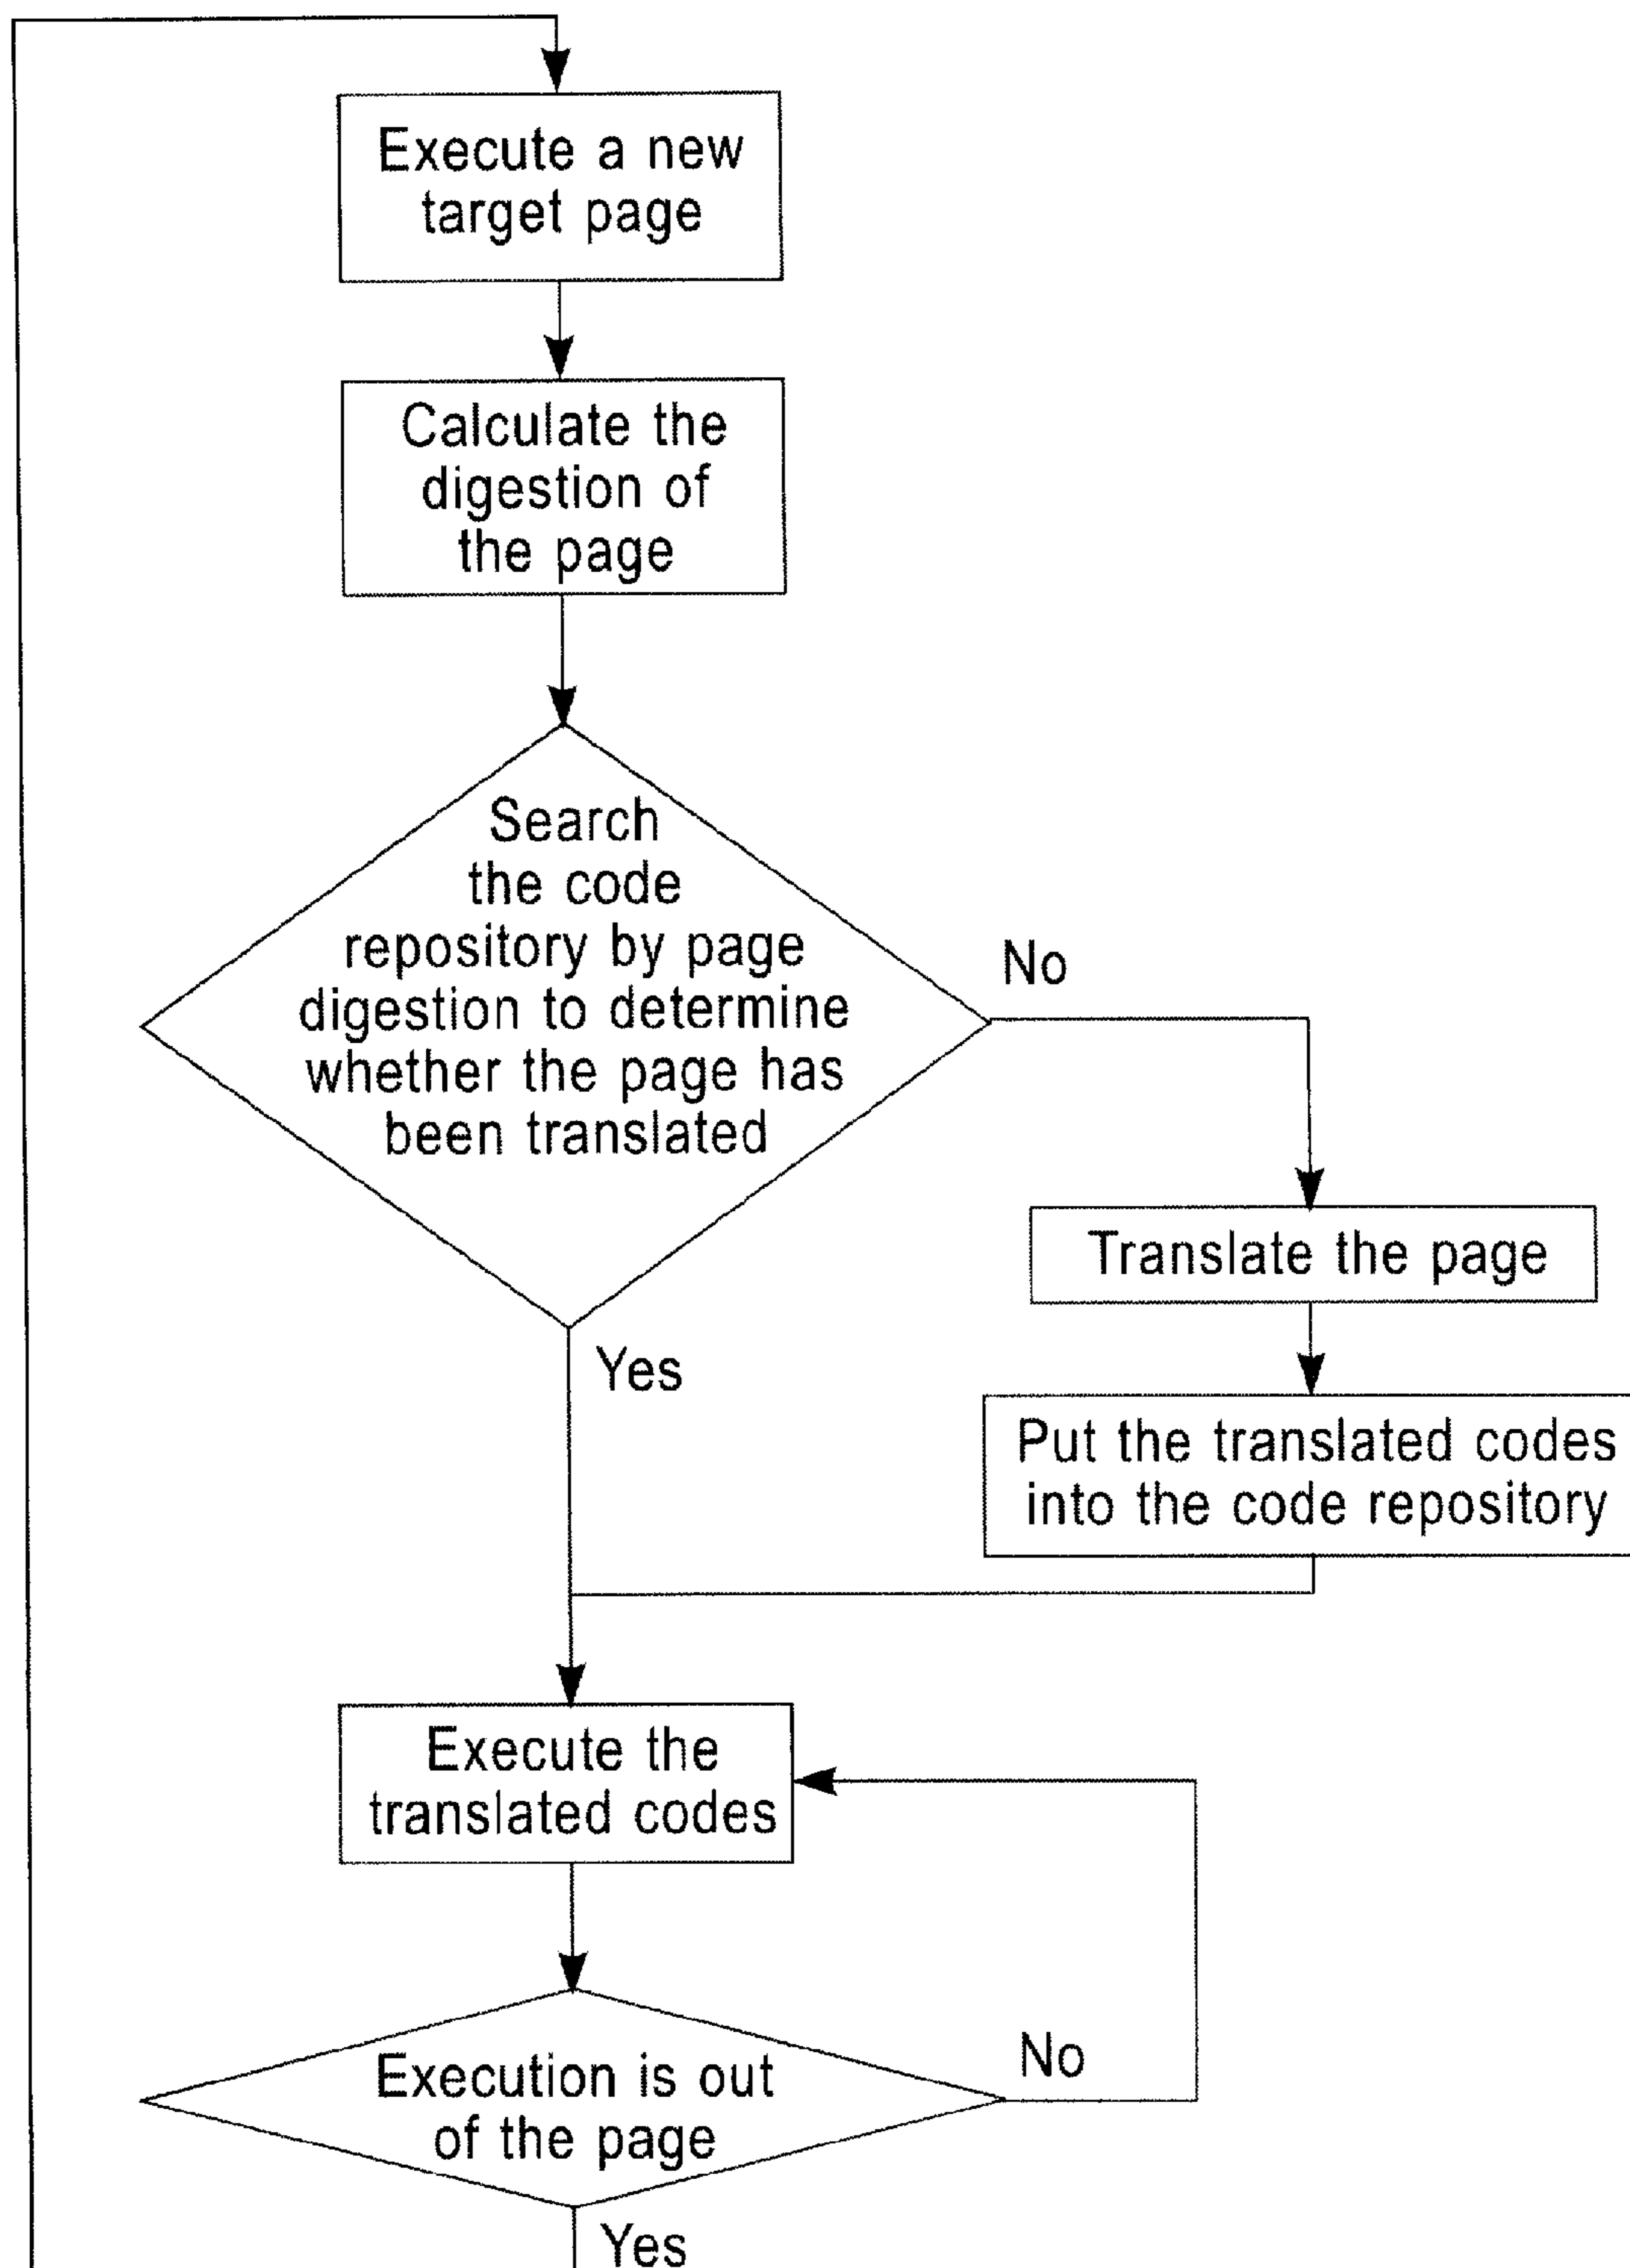 Execute a new
target page
Calculate the
digestion of
the page
Search
the code
repository by page
digestion to determine
whether the page has
been translated
No
Translate the page
Yes
Put the translated codes
into the code repository
Execute the
translated codes
No
Execution is out
of the page
Yes